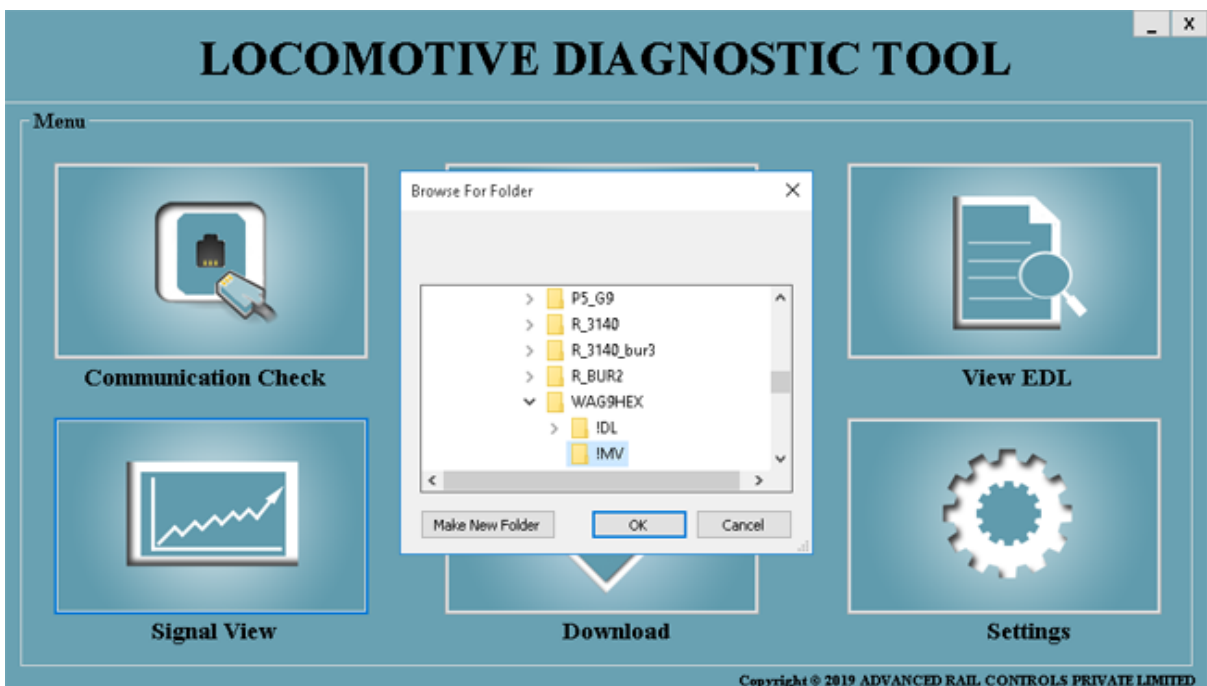 _ X
LOCOMOTIVE DIAGNOSTIC TOOL
Menu
Browse For Folder
P5_G9
R_3140
R_3140_bur3
R_BUR2
WAG9HEX
!DL
!MV
Make New Folder OK Cancel
Communication Check View EDL
Signal View Download Settings
Copyright © 2019 ADVANCED RAIL CONTROLS PRIVATE LIMITED